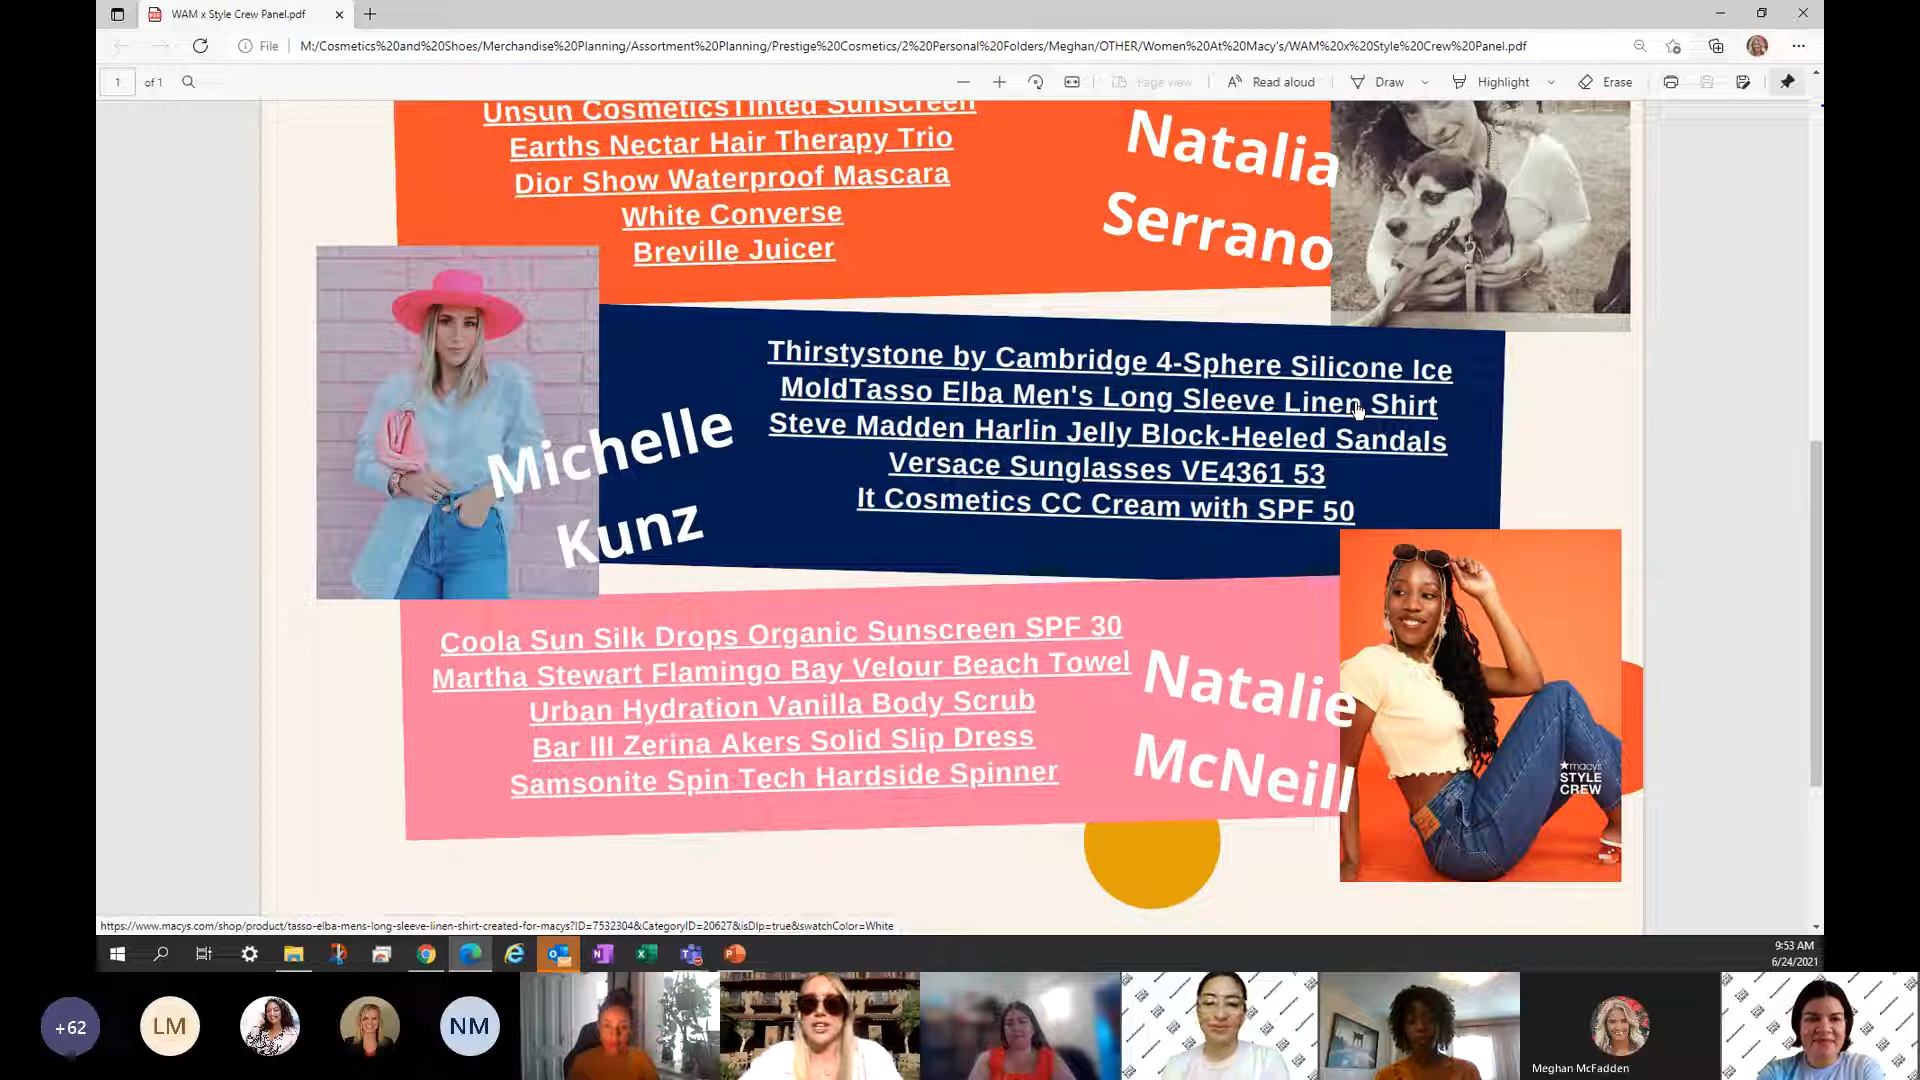 WAM x Style Crew Panel.pdf
File
M:/Cosmetics%20and%20Shoes/Merchandise%20Planning/Assortment%20Planning/Prestige%20Cosmetics/2%20Personal%20Folders/Meghan/OTHER/Women%20At%20Macy's/WAM%20x%20Style%20Crew%20Panel.pdf
1 of 1
Page view
Read aloud
Draw
Highlight
Erase
Unsun CosmeticsTinted Sunscreen
Earths Nectar Hair Therapy Trio
Dior Show Waterproof Mascara
White Converse
Breville Juicer
Natalia
Serrano
Michelle
Kunz
Thirstystone by Cambridge 4-Sphere Silicone Ice
MoldTasso Elba Men's Long Sleeve Linen Shirt
Steve Madden Harlin Jelly Block-Heeled Sandals
Versace Sunglasses VE4361 53
It Cosmetics CC Cream with SPF 50
Coola Sun Silk Drops Organic Sunscreen SPF 30
Martha Stewart Flamingo Bay Velour Beach Towel
Urban Hydration Vanilla Body Scrub
Bar III Zerina Akers Solid Slip Dress
Samsonite Spin Tech Hardside Spinner
Natalie
McNeill
★macy's
STYLE
CREW
https://www.macys.com/shop/product/tasso-elba-mens-long-sleeve-linen-shirt-created-for-macys?ID=7532304&CategoryID=20627&isDlp=true&swatchColor=White
9:53 AM
6/24/2021
+62
LM
NM
Meghan McFadden